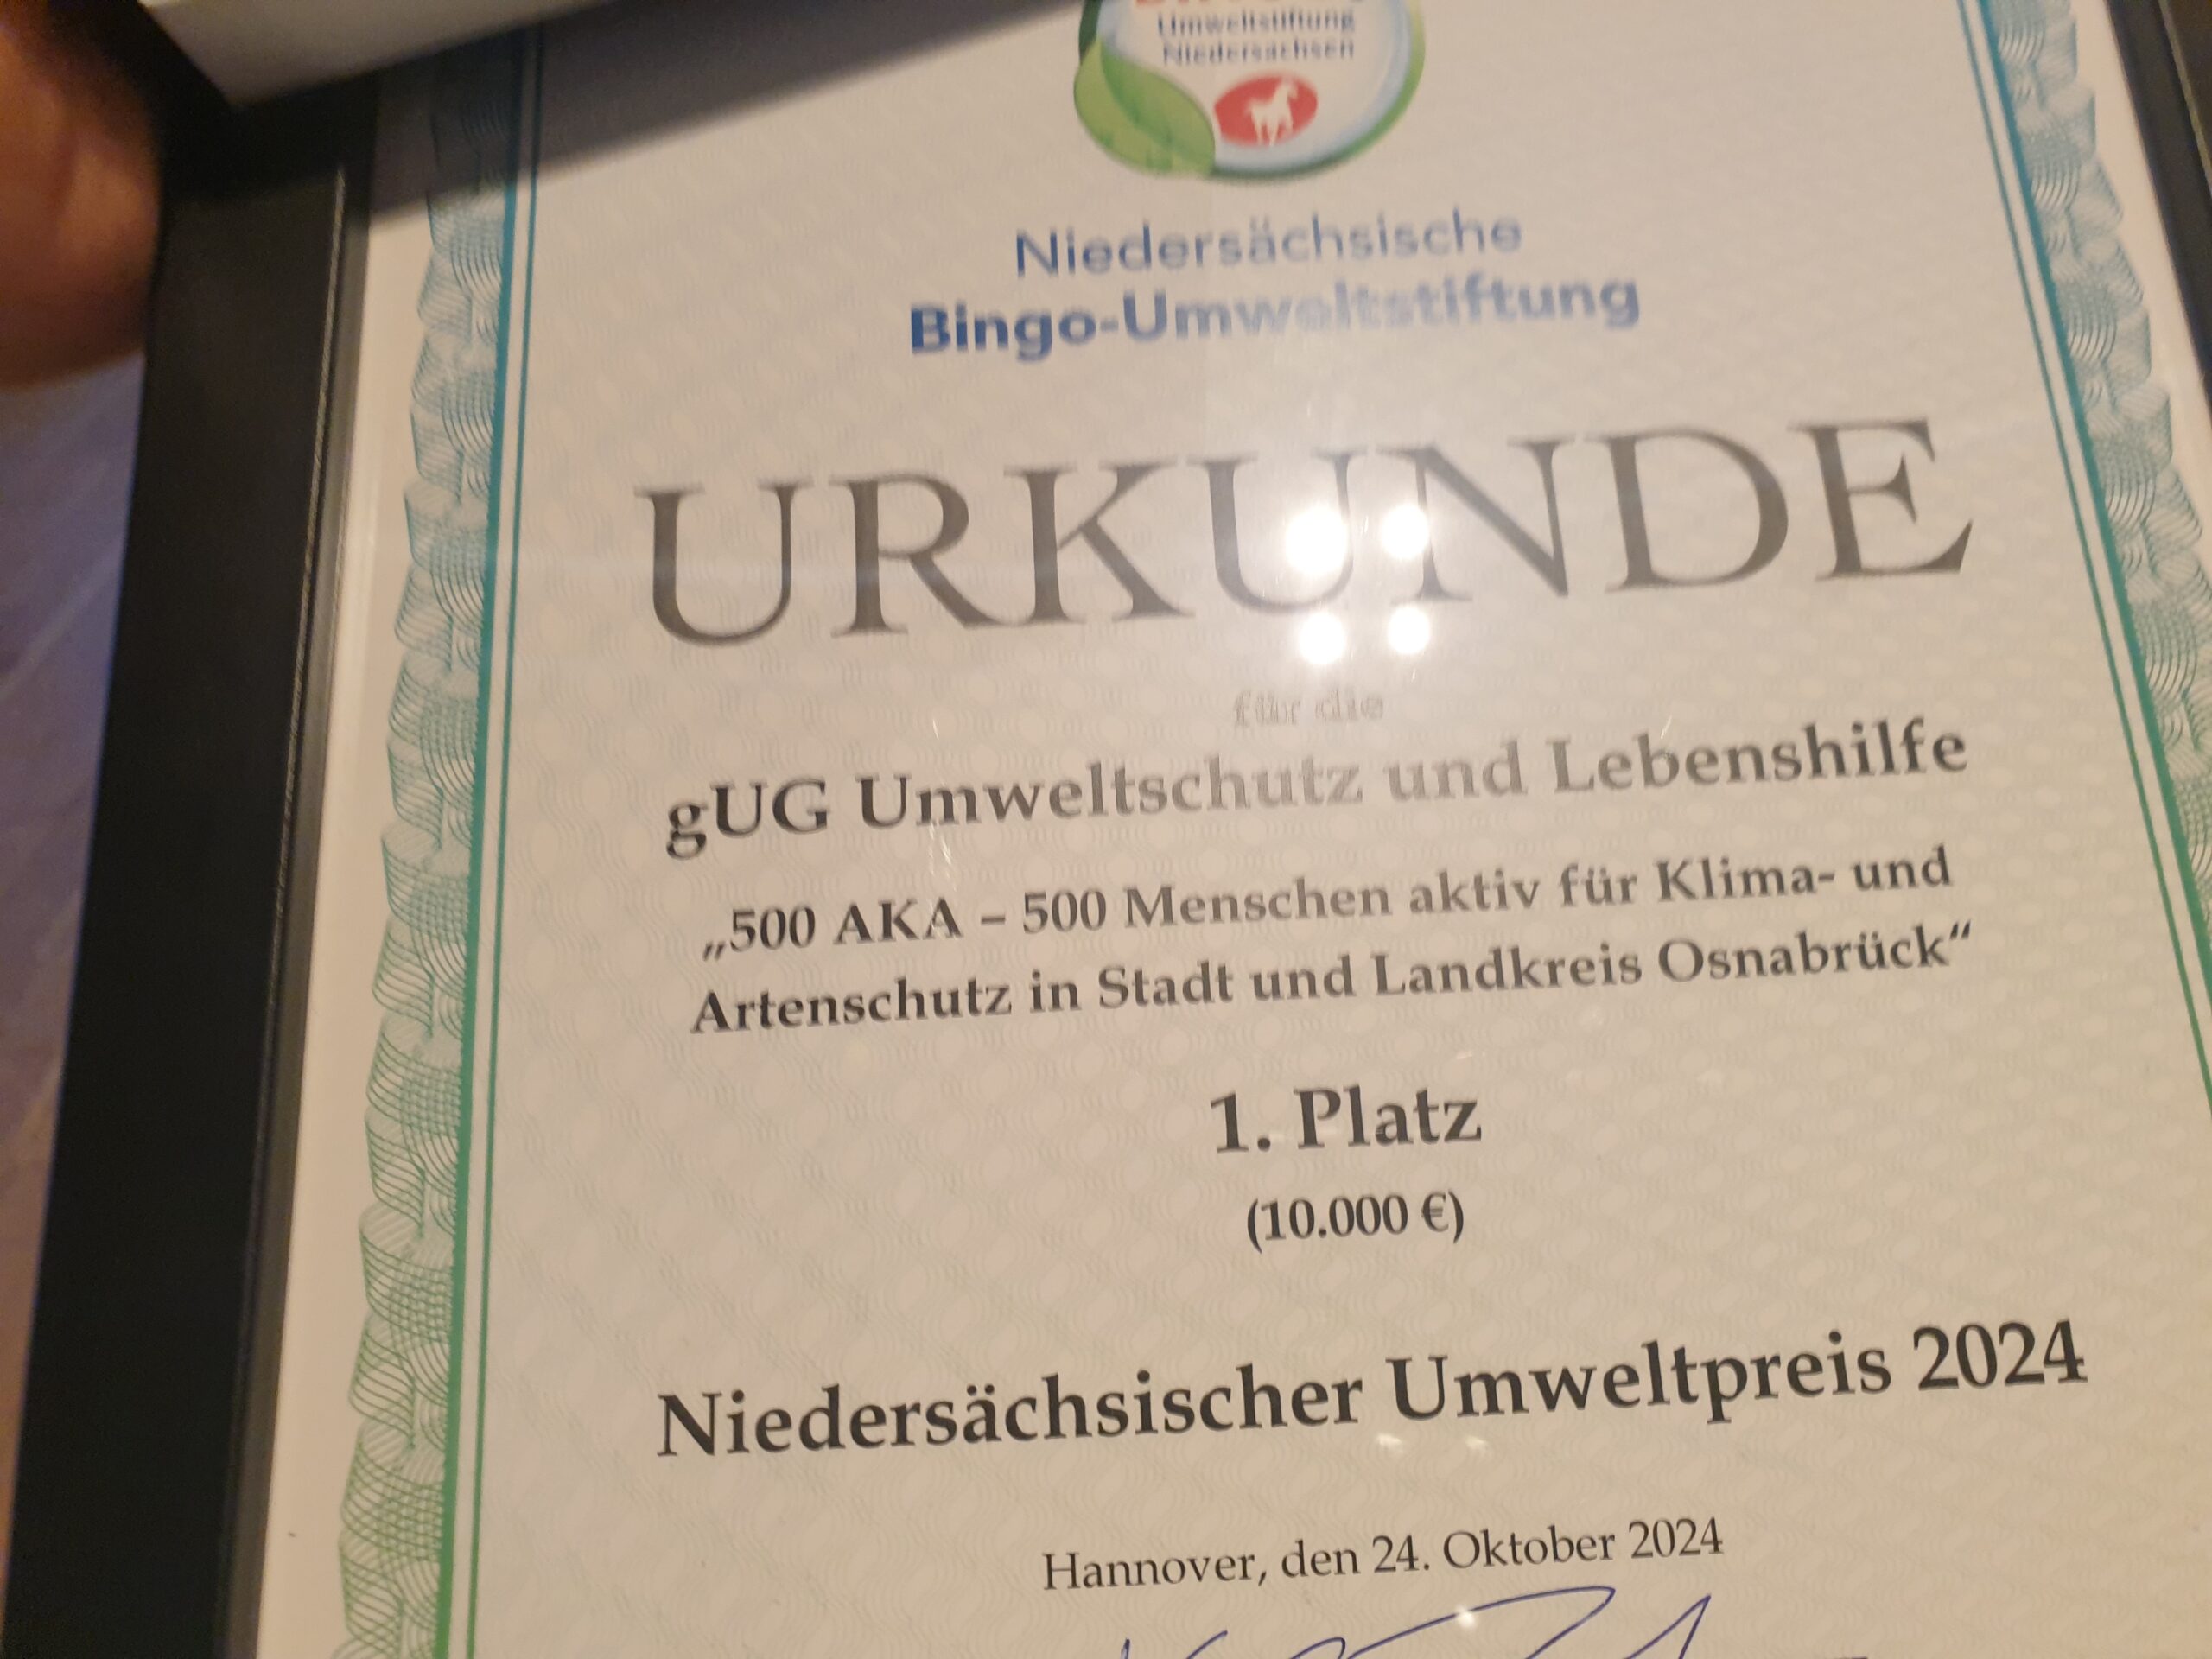 Umweltstiftung
Niedersachsen
Niedersächsische
Bingo-Umweltstiftung
URKUNDE
für die
gUG Umweltschutz und Lebenshilfe
„500 AKA – 500 Menschen aktiv für Klima- und
Artenschutz in Stadt und Landkreis Osnabrück“
1. Platz
(10.000 €)
Niedersächsischer Umweltpreis 2024
Hannover, den 24. Oktober 2024